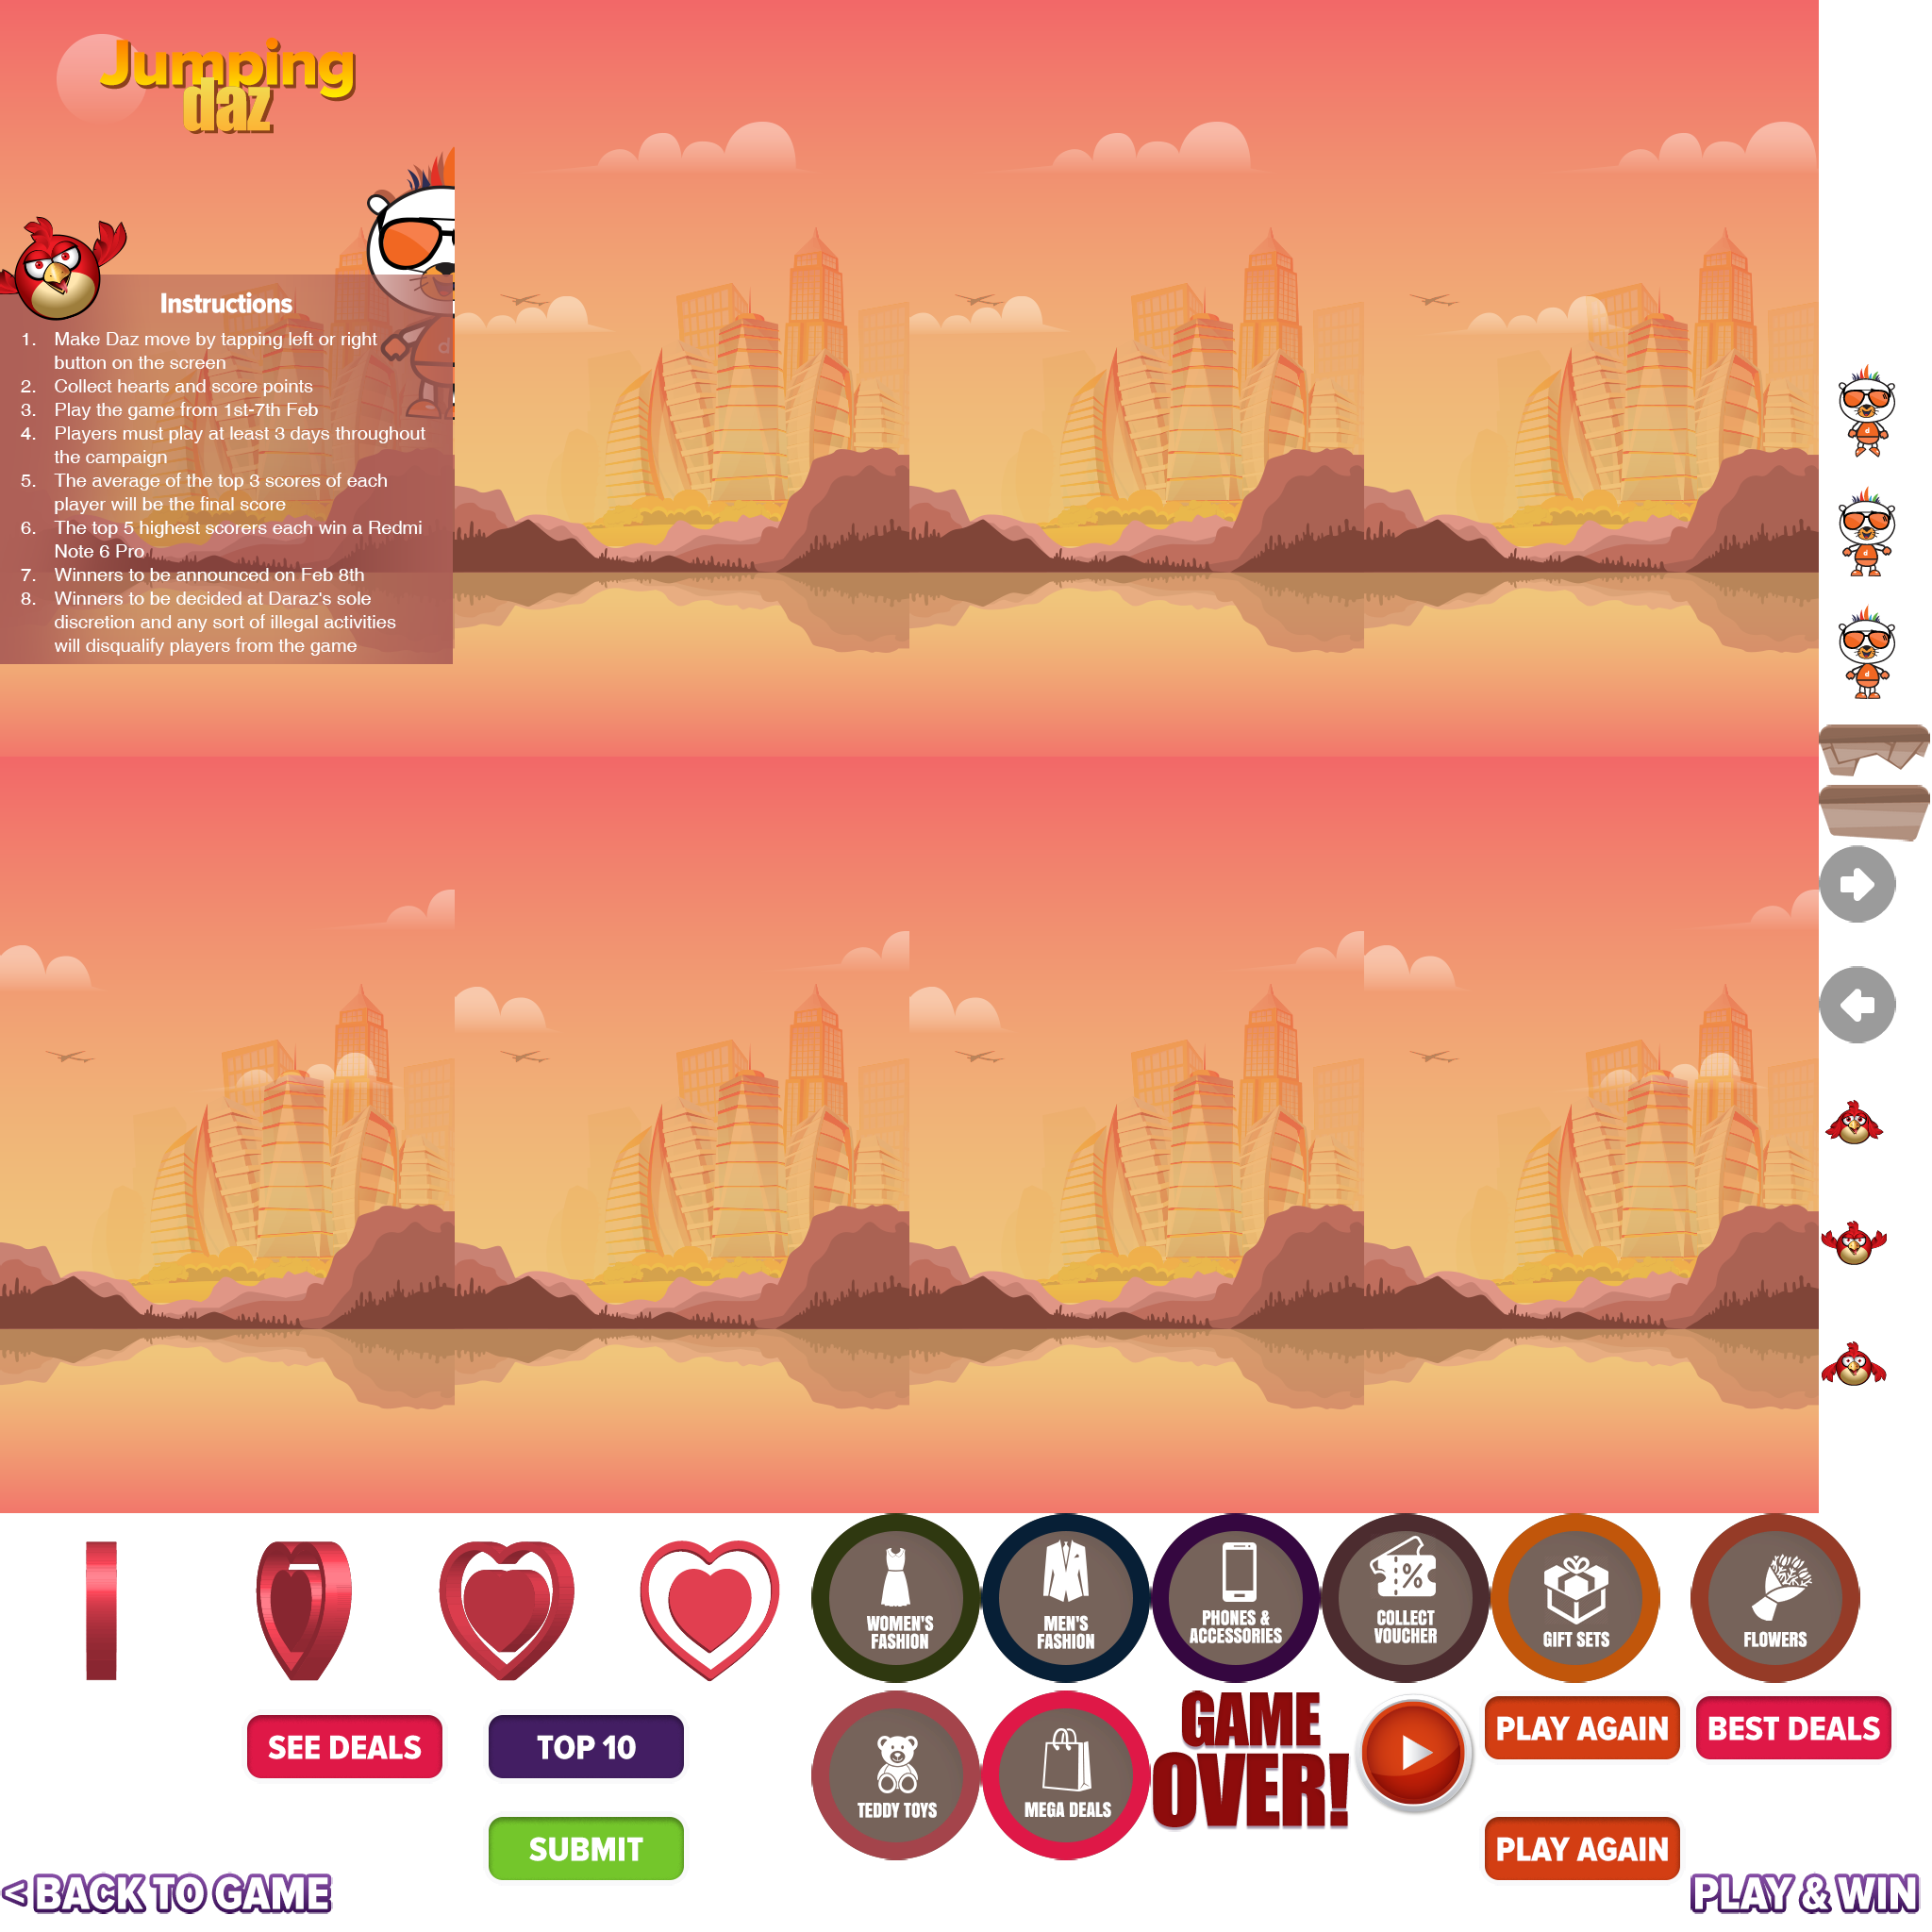 Jumping
daz
Instructions
1. Make Daz move by tapping left or right
button on the screen
2. Collect hearts and score points
3. Play the game from 1st-7th Feb
4. Players must play at least 3 days throughout
the campaign
5. The average of the top 3 scores of each
player will be the final score
6. The top 5 highest scorers each win a Redmi
Note 6 Pro
7. Winners to be announced on Feb 8th
8. Winners to be decided at Daraz's sole
discretion and any sort of illegal activities
will disqualify players from the game
d
d
d
d
WOMEN'S
FASHION
MEN'S
FASHION
PHONES &
ACCESSORIES
%
COLLECT
VOUCHER
GIFT SETS
FLOWERS
SEE DEALS
TOP 10
TEDDY TOYS
MEGA DEALS
GAME
OVER!
PLAY AGAIN
BEST DEALS
SUBMIT
PLAY AGAIN
< BACK TO GAME
PLAY & WIN